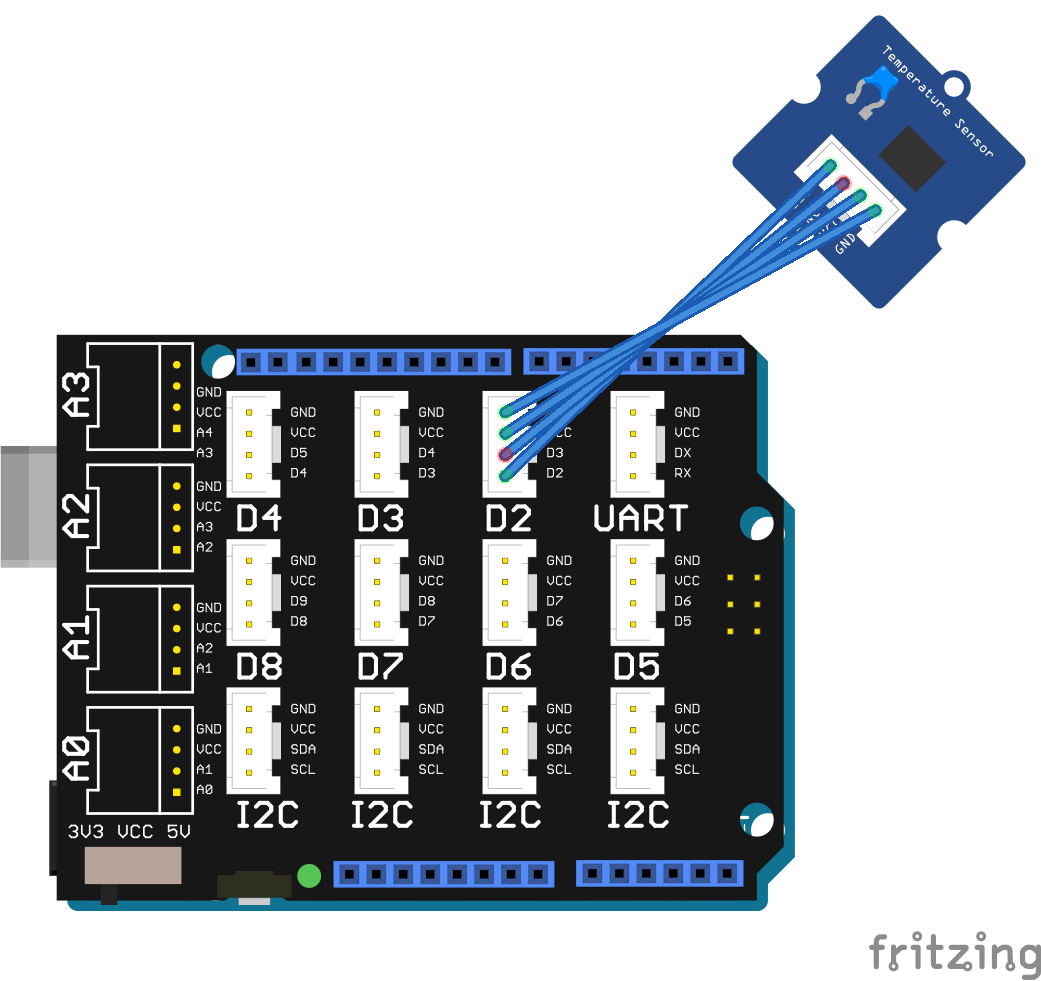 Temperature Sensor
GND
A3
GND
VCC
A4
A3
A2
GND
VCC
A3
A2
A1
GND
VCC
A2
A1
A0
GND
VCC
A1
A0
3V3 VCC 5V
GND
VCC
D5
D4
D4
GND
VCC
D4
D3
D3
D3
D2
D2
GND
VCC
DX
RX
UART
GND
VCC
D9
D8
D8
GND
VCC
D8
D7
D7
GND
VCC
D7
D6
D6
GND
VCC
D6
D5
D5
GND
VCC
SDA
SCL
I2C
GND
VCC
SDA
SCL
I2C
GND
VCC
SDA
SCL
I2C
GND
VCC
SDA
SCL
I2C
fritzing